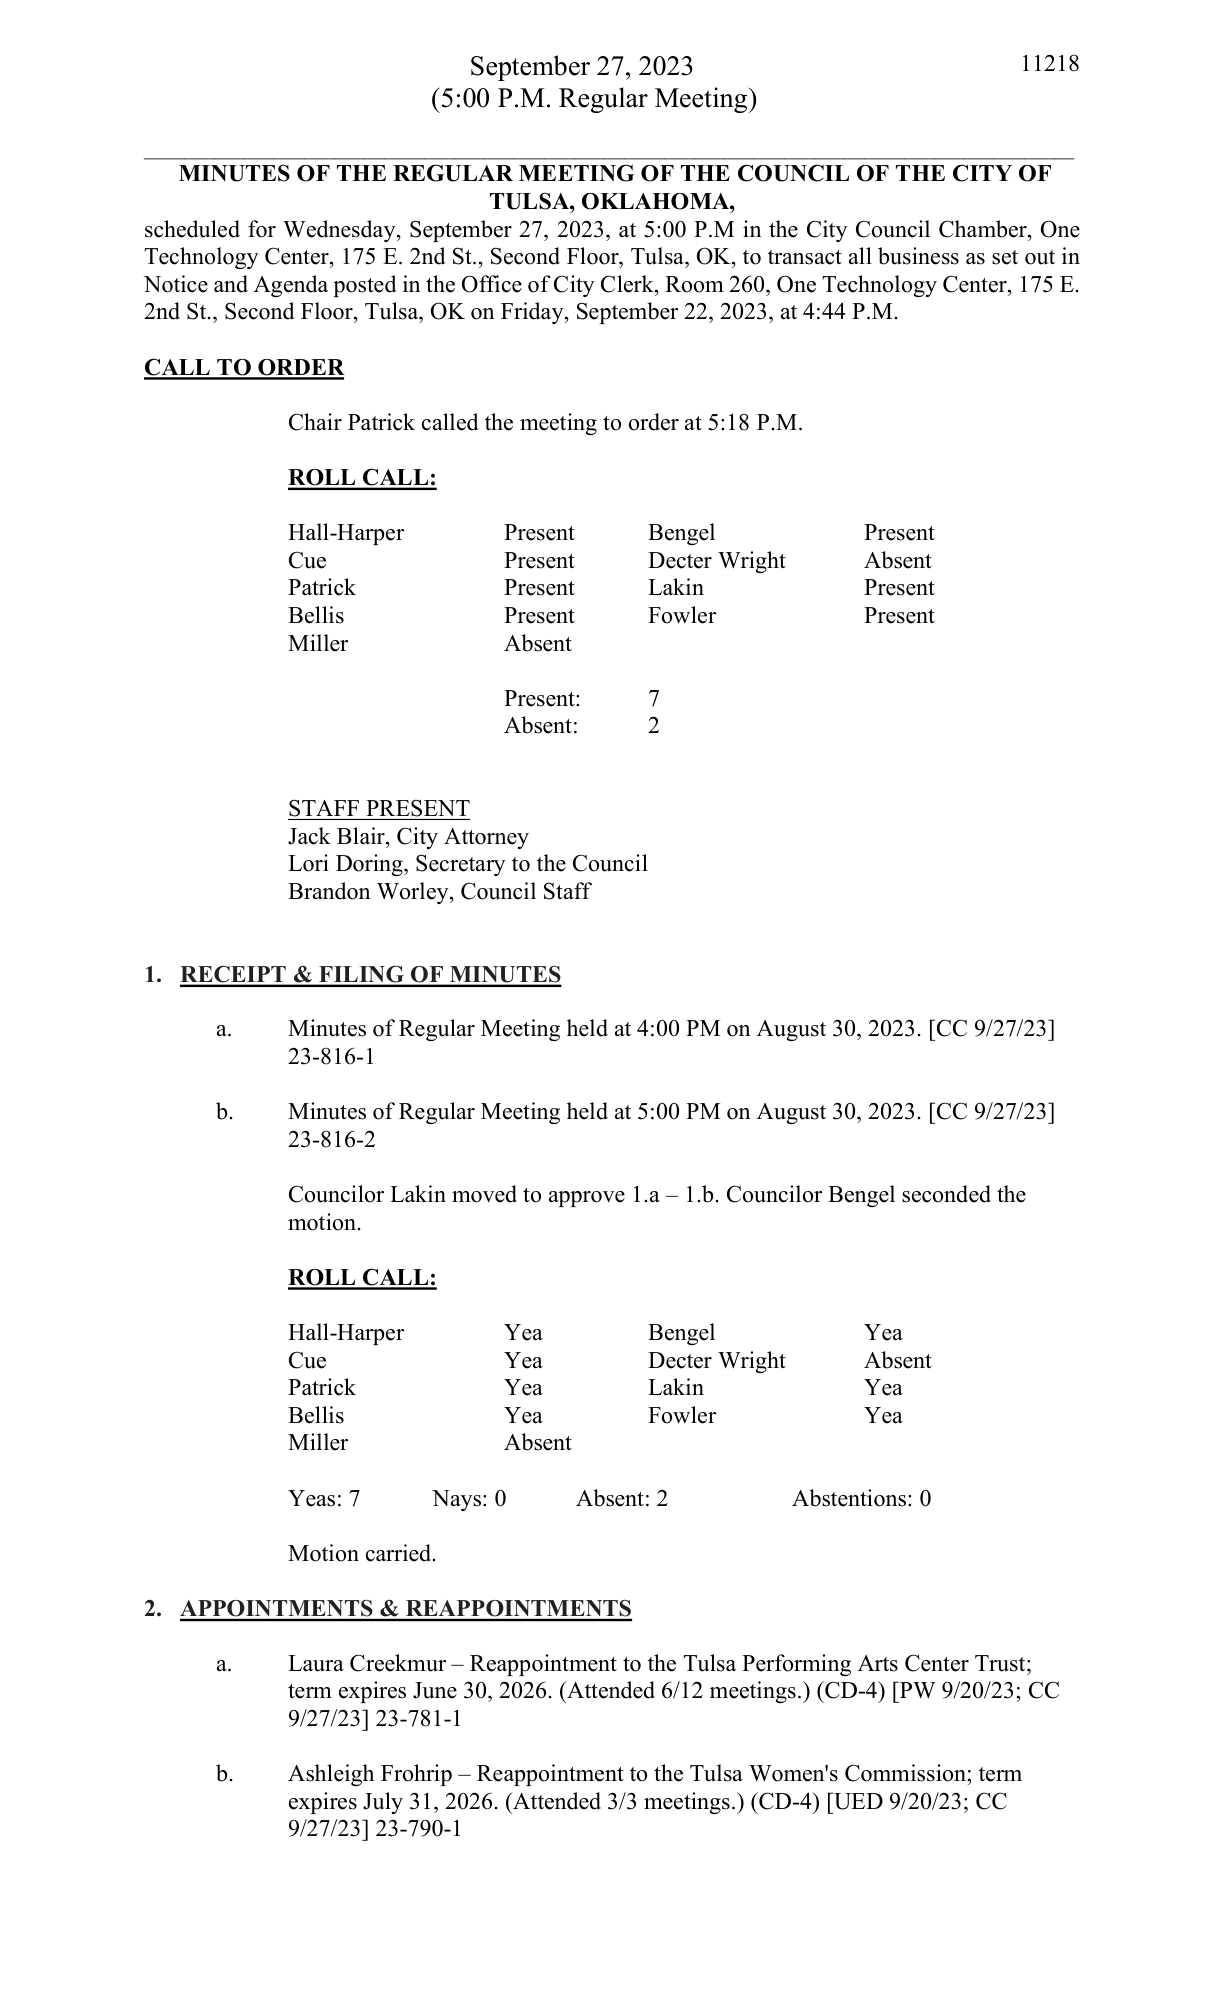 September 27, 2023
11218
(5:00 P.M. Regular Meeting)
MINUTES OF THE REGULAR MEETING OF THE COUNCIL OF THE CITY OF
TULSA, OKLAHOMA,
scheduled for Wednesday, September 27, 2023, at 5:00 P.M in the City Council Chamber, One
Technology Center, 175 E. 2nd St., Second Floor, Tulsa, OK, to transact all business as set out in
Notice and Agenda posted in the Office of City Clerk, Room 260, One Technology Center, 175 E.
2nd St., Second Floor, Tulsa, OK on Friday, September 22, 2023, at 4:44 P.M.
CALL TO ORDER
Chair Patrick called the meeting to order at 5:18 P.M.
ROLL CALL:
Hall-Harper Present Bengel Present
Cue Present Decter Wright Absent
Patrick Present Lakin Present
Bellis Present Fowler Present
Miller Absent
Present: 7
Absent: 2
STAFF PRESENT
Jack Blair, City Attorney
Lori Doring, Secretary to the Council
Brandon Worley, Council Staff
1. RECEIPT & FILING OF MINUTES
a. Minutes of Regular Meeting held at 4:00 PM on August 30, 2023. [CC 9/27/23]
23-816-1
b. Minutes of Regular Meeting held at 5:00 PM on August 30, 2023. [CC 9/27/23]
23-816-2
Councilor Lakin moved to approve 1.a – 1.b. Councilor Bengel seconded the
motion.
ROLL CALL:
Hall-Harper Yea Bengel Yea
Cue Yea Decter Wright Absent
Patrick Yea Lakin Yea
Bellis Yea Fowler Yea
Miller Absent
Yeas: 7 Nays: 0 Absent: 2 Abstentions: 0
Motion carried.
2. APPOINTMENTS & REAPPOINTMENTS
a. Laura Creekmur – Reappointment to the Tulsa Performing Arts Center Trust;
term expires June 30, 2026. (Attended 6/12 meetings.) (CD-4) [PW 9/20/23; CC
9/27/23] 23-781-1
b. Ashleigh Frohrip – Reappointment to the Tulsa Women's Commission; term
expires July 31, 2026. (Attended 3/3 meetings.) (CD-4) [UED 9/20/23; CC
9/27/23] 23-790-1